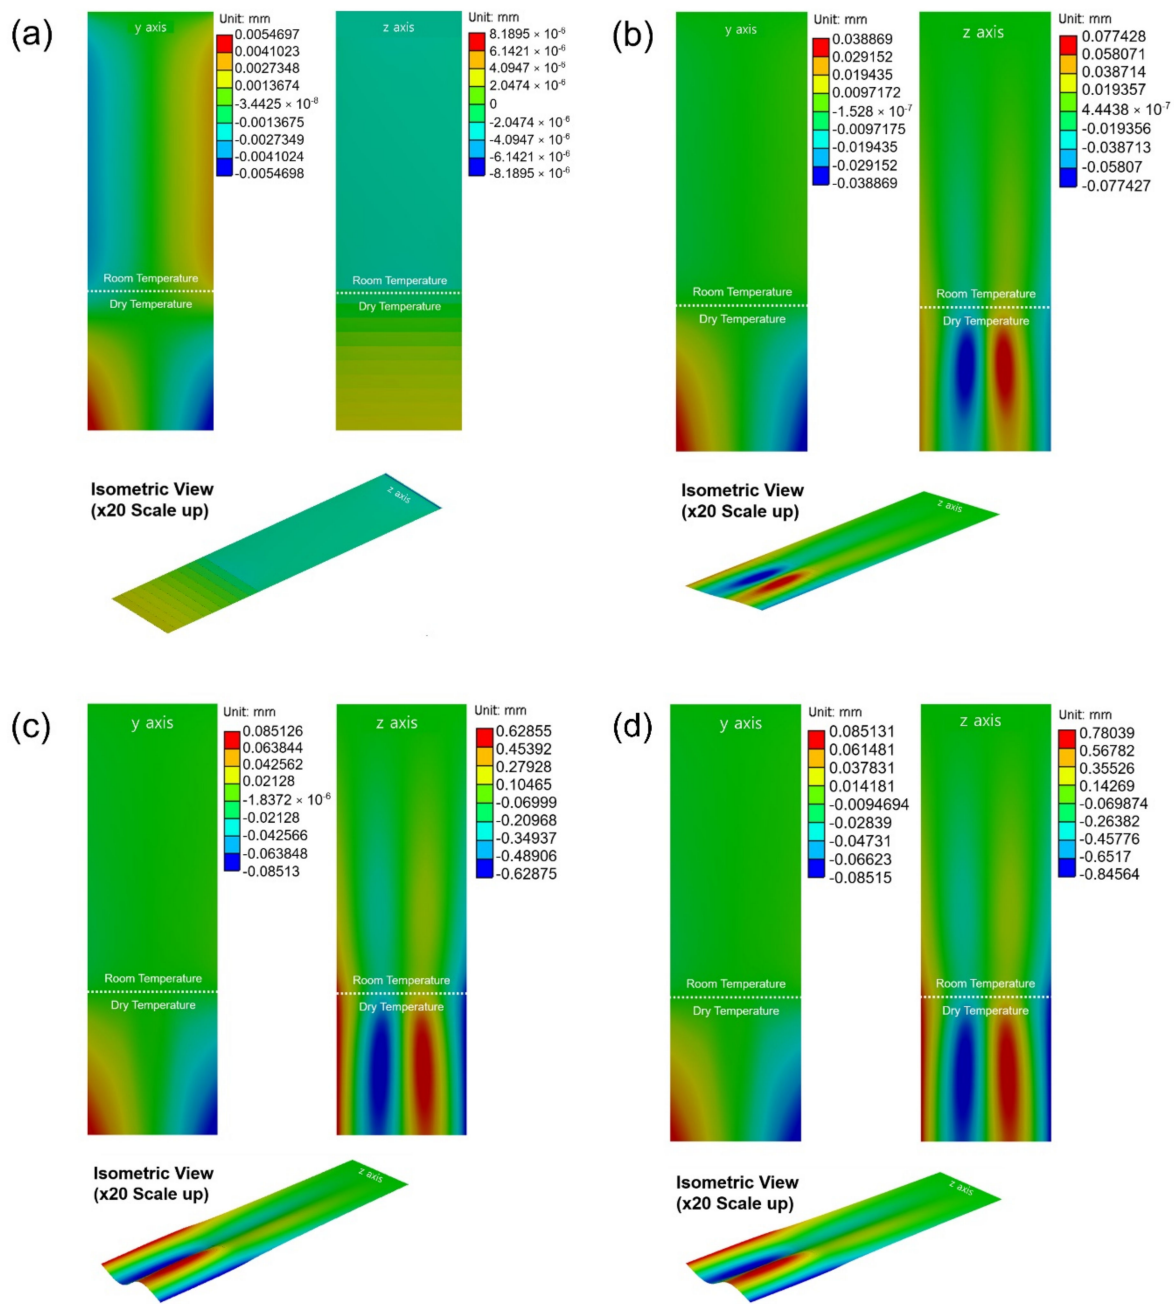 (a)
y axis
Unit: mm
0.0054697
0.0041023
0.0027348
0.0013674
-3.4425 × 10⁻⁸
-0.0013675
-0.0027349
-0.0041024
-0.0054698
Room Temperature
Dry Temperature
z axis
Unit: mm
8.1895 × 10⁻⁶
6.1421 × 10⁻⁶
4.0947 × 10⁻⁶
2.0474 × 10⁻⁶
0
-2.0474 × 10⁻⁶
-4.0947 × 10⁻⁶
-6.1421 × 10⁻⁶
-8.1895 × 10⁻⁶
Room Temperature
Dry Temperature
Isometric View
(x20 Scale up)
z axis
(b)
y axis
Unit: mm
0.038869
0.029152
0.019435
0.0097172
-1.528 × 10⁻⁷
-0.0097175
-0.019435
-0.029152
-0.038869
Room Temperature
Dry Temperature
z axis
Unit: mm
0.077428
0.058071
0.038714
0.019357
4.4438 × 10⁻⁷
-0.019356
-0.038713
-0.05807
-0.077427
Room Temperature
Dry Temperature
Isometric View
(x20 Scale up)
z axis
(c)
y axis
Unit: mm
0.085126
0.063844
0.042562
0.02128
-1.8372 × 10⁻⁶
-0.02128
-0.042566
-0.063848
-0.08513
Room Temperature
Dry Temperature
z axis
Unit: mm
0.62855
0.45392
0.27928
0.10465
-0.06999
-0.20968
-0.34937
-0.48906
-0.62875
Room Temperature
Dry Temperature
Isometric View
(x20 Scale up)
z axis
(d)
y axis
Unit: mm
0.085131
0.061481
0.037831
0.014181
-0.0094694
-0.02839
-0.04731
-0.06623
-0.08515
Room Temperature
Dry Temperature
z axis
Unit: mm
0.78039
0.56782
0.35526
0.14269
-0.069874
-0.26382
-0.45776
-0.6517
-0.84564
Room Temperature
Dry Temperature
Isometric View
(x20 Scale up)
z axis